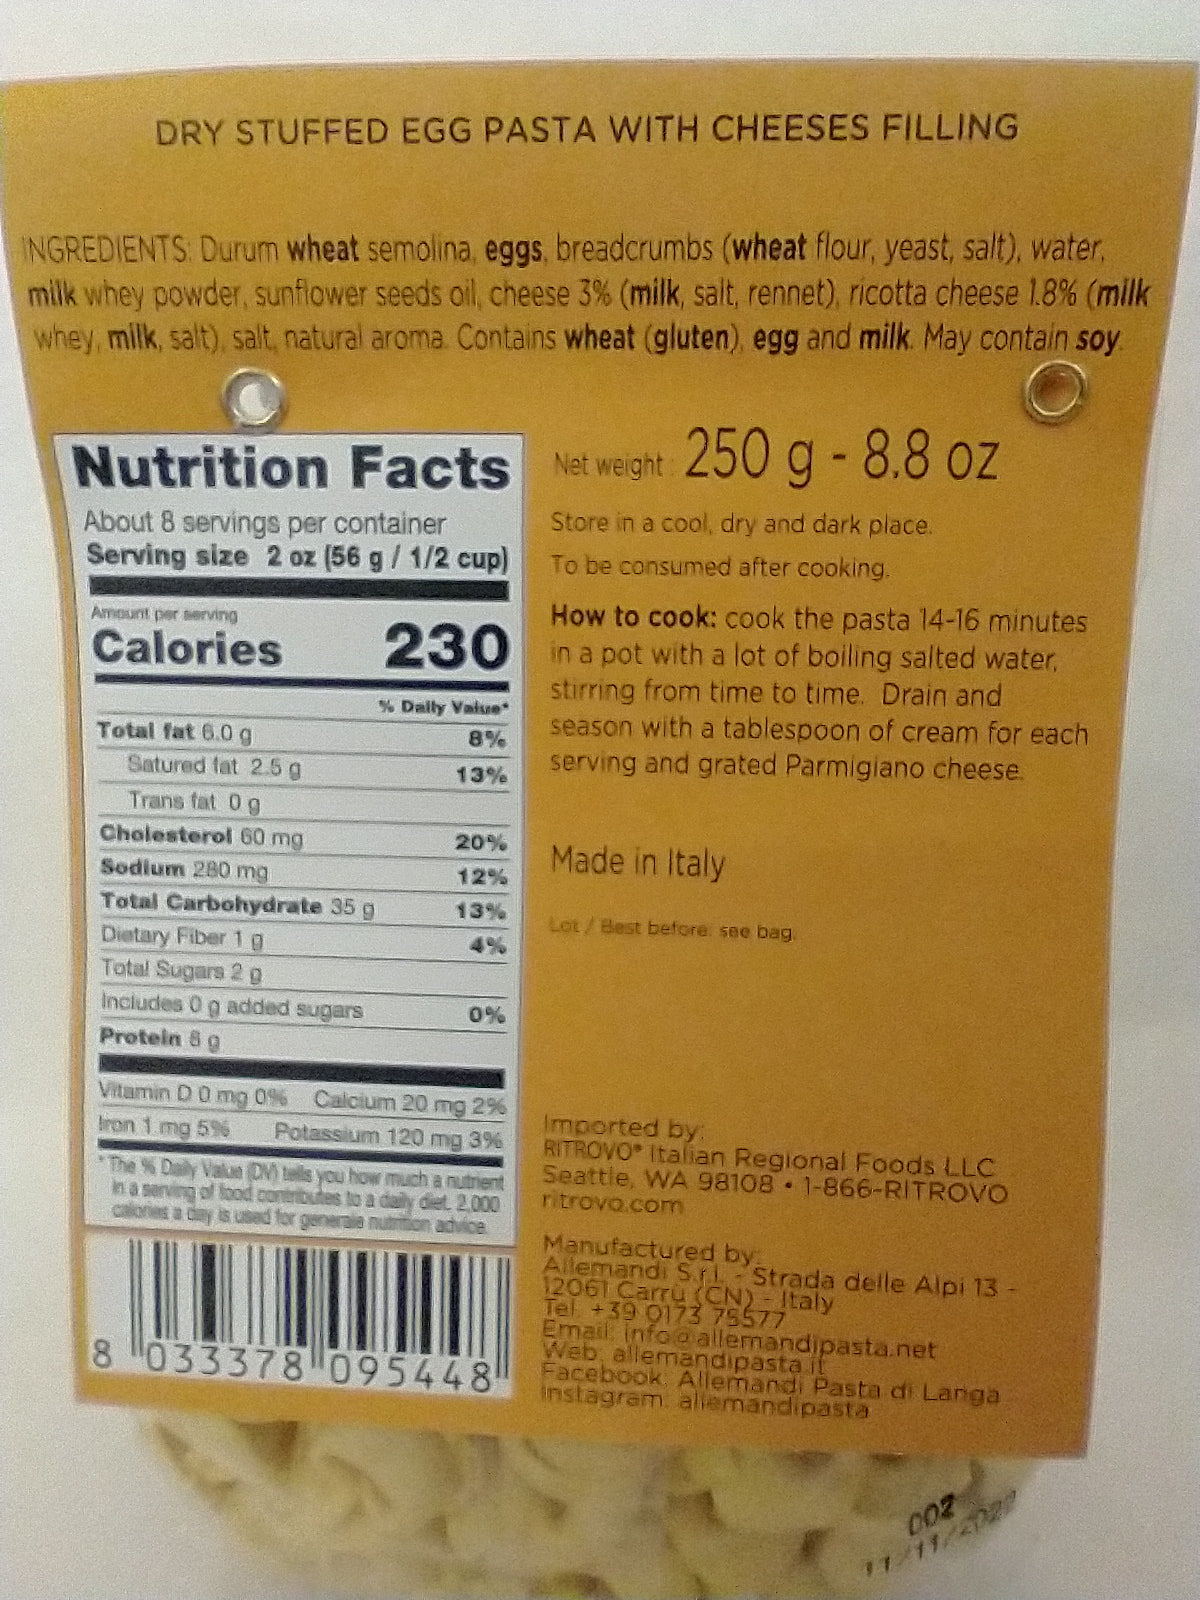 DRY STUFFED EGG PASTA WITH CHEESES FILLING
INGREDIENTS: Durum wheat semolina, eggs, breadcrumbs (wheat flour, yeast, salt), water,
milk whey powder, sunflower seeds oil, cheese 3% (milk, salt, rennet), ricotta cheese 1.8% (milk
whey, milk, salt), salt, natural aroma. Contains wheat (gluten), egg and milk. May contain soy.
Nutrition Facts
About 8 servings per container
Serving size 2 oz (56 g / 1/2 cup)
Amount per serving
Calories 230
% Daily Value*
Total fat 6.0 g 8%
Satured fat 2.5 g 13%
Trans fat 0 g
Cholesterol 60 mg 20%
Sodium 280 mg 12%
Total Carbohydrate 35 g 13%
Dietary Fiber 1 g 4%
Total Sugars 2 g
Includes 0 g added sugars 0%
Protein 8 g
Vitamin D 0 mg 0% Calcium 20 mg 2%
Iron 1 mg 5% Potassium 120 mg 3%
* The % Daily Value (DV) tells you how much a nutrient
in a serving of food contributes to a daily diet. 2,000
calories a day is used for generale nutrition advice.
8 033378 095448
Net weight : 250 g - 8.8 oz
Store in a cool, dry and dark place.
To be consumed after cooking.
How to cook: cook the pasta 14-16 minutes
in a pot with a lot of boiling salted water,
stirring from time to time. Drain and
season with a tablespoon of cream for each
serving and grated Parmigiano cheese.
Made in Italy
Lot / Best before: see bag.
Imported by:
RITROVO® Italian Regional Foods LLC
Seattle, WA 98108 • 1-866-RITROVO
ritrovo.com
Manufactured by:
Allemandi S.r.l. - Strada delle Alpi 13 -
12061 Carrù (CN) - Italy
Tel. +39 0173 75577
Email: info@allemandipasta.net
Web: allemandipasta.it
Facebook: Allemandi Pasta di Langa
Instagram: allemandipasta
002